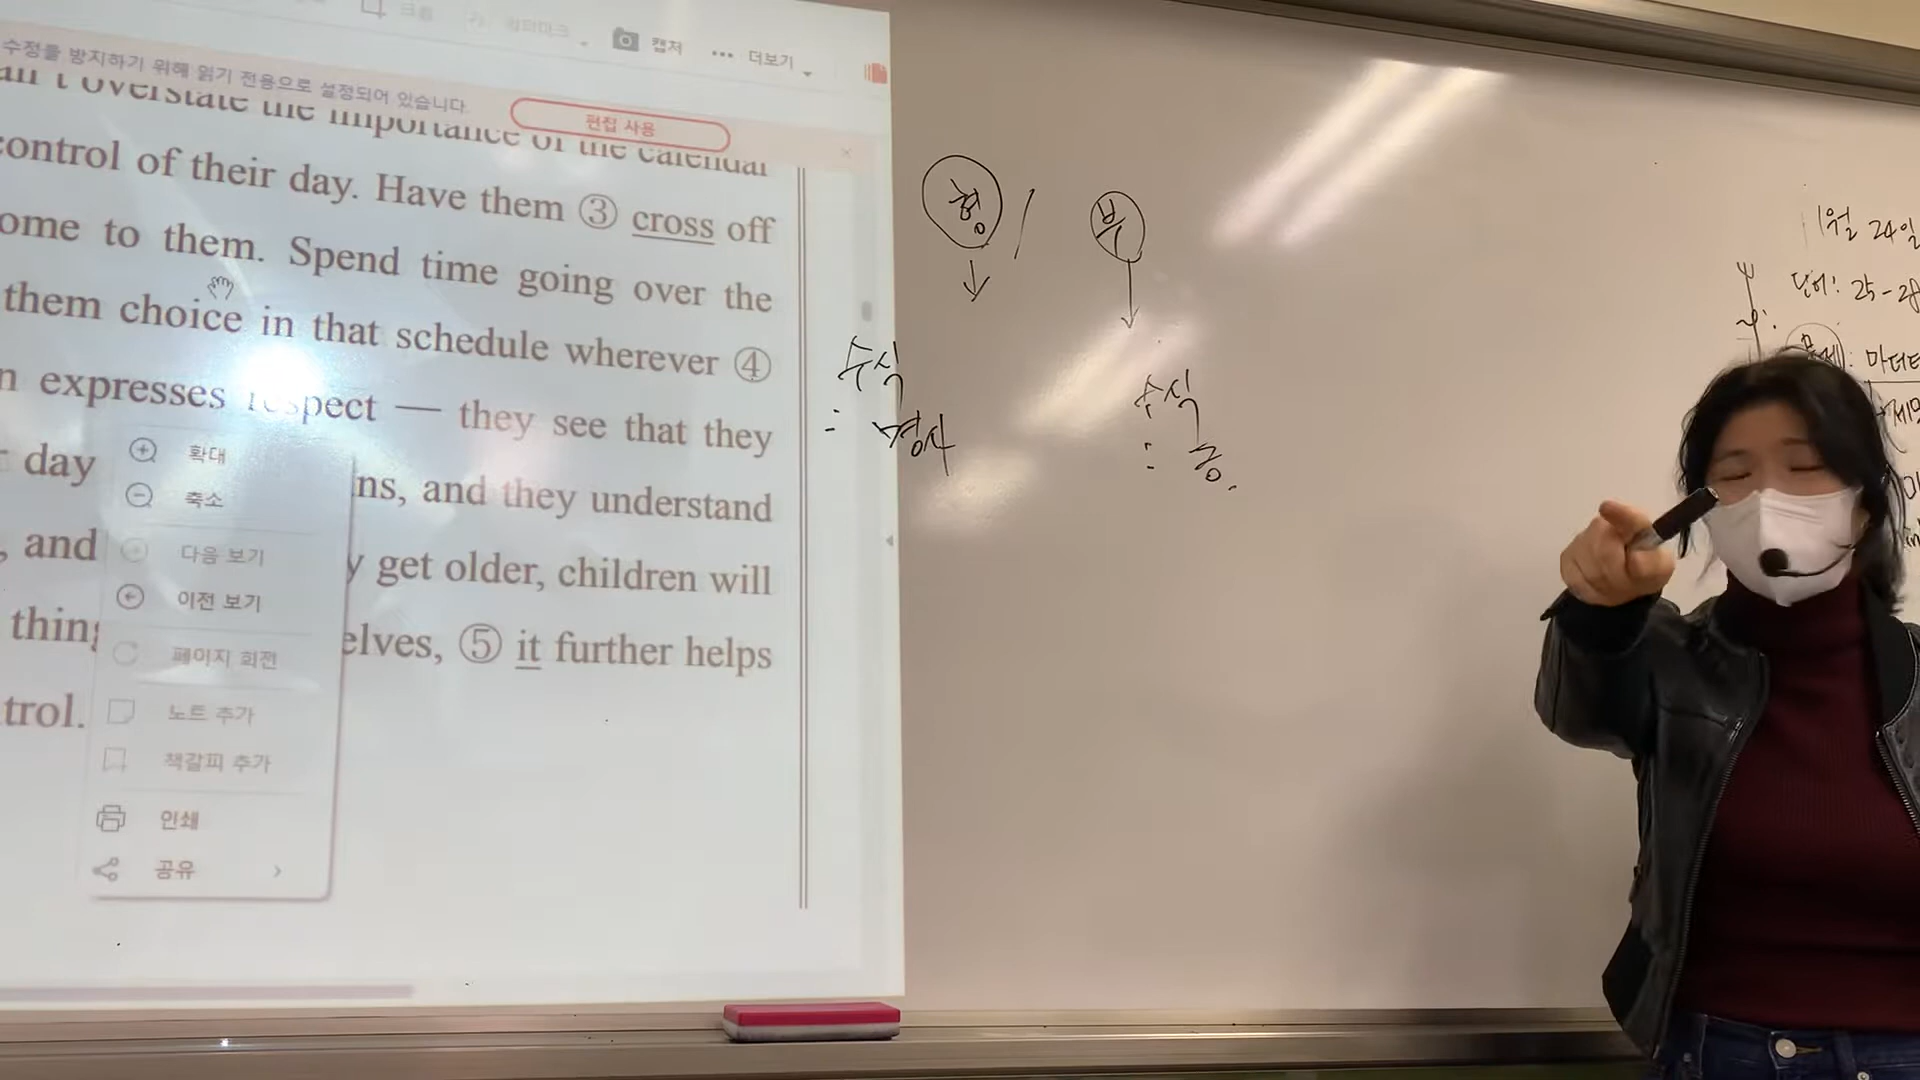 캡처 ••• 더보기
수정을 방지하기 위해 읽기 전용으로 설정되어 있습니다.
편집 사용
overstate the importance of the calendar
control of their day. Have them ③ cross off
ome to them. Spend time going over the
them choice in that schedule wherever ④
n expresses respect — they see that they
day ns, and they understand
, and y get older, children will
thing elves, ⑤ it further helps
trol.
확대
축소
다음 보기
이전 보기
페이지 회전
노트 추가
책갈피 추가
인쇄
공유
형 / 부
수식 수식
: 명사 : 동.
1월 24일
단어: 25-28